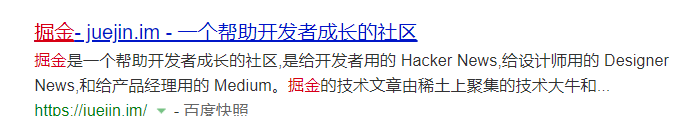 掘金- juejin.im - 一个帮助开发者成长的社区
掘金是一个帮助开发者成长的社区,是给开发者用的 Hacker News,给设计师用的 Designer
News,和给产品经理用的 Medium。掘金的技术文章由稀土上聚集的技术大牛和...
https://juejin.im/ - 百度快照